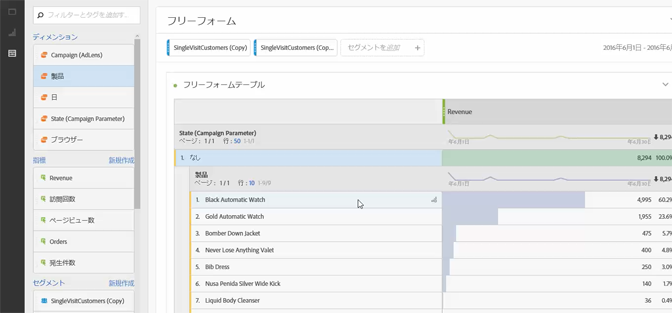 フィルターとタグを追加す.
ディメンション
Campaign (AdLens)
製品
日
State (Campaign Parameter)
ブラウザー
指標 新規作成
Revenue
訪問回数
ページビュー数
Orders
発生件数
セグメント 新規作成
SingleVisitCustomers (Copy)
フリーフォーム
SingleVisitCustomers (Copy) SingleVisitCustomers (Cop... セグメントを追加 +
2016年6月1日 - 2016年6
フリーフォームテーブル
Revenue
State (Campaign Parameter)
ページ: 1 / 1 行: 50 1-1/1
年6月1日 年6月30日 8,294
1. なし 8,294 100.0%
製品
ページ: 1 / 1 行: 10 1-9/9
年6月1日 年6月30日 8,29
1. Black Automatic Watch 4,995 60.2%
2. Gold Automatic Watch 1,955 23.6%
3. Bomber Down Jacket 475 5.7%
4. Never Lose Anything Valet 400 4.8%
5. Bib Dress 250 3.0%
6. Nusa Penida Silver Wide Kick 140 1.7%
7. Liquid Body Cleanser 36 0.4%